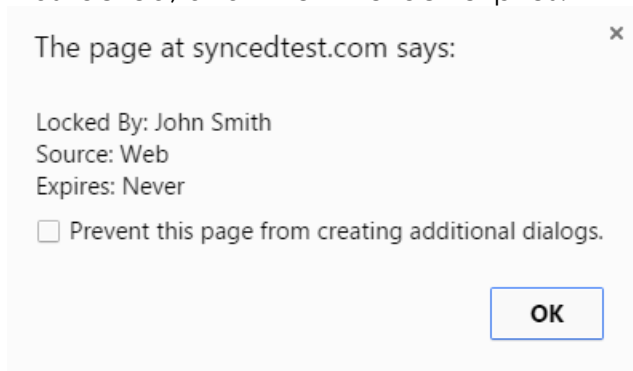 The page at syncedtest.com says:
Locked By: John Smith
Source: Web
Expires: Never
Prevent this page from creating additional dialogs.
OK